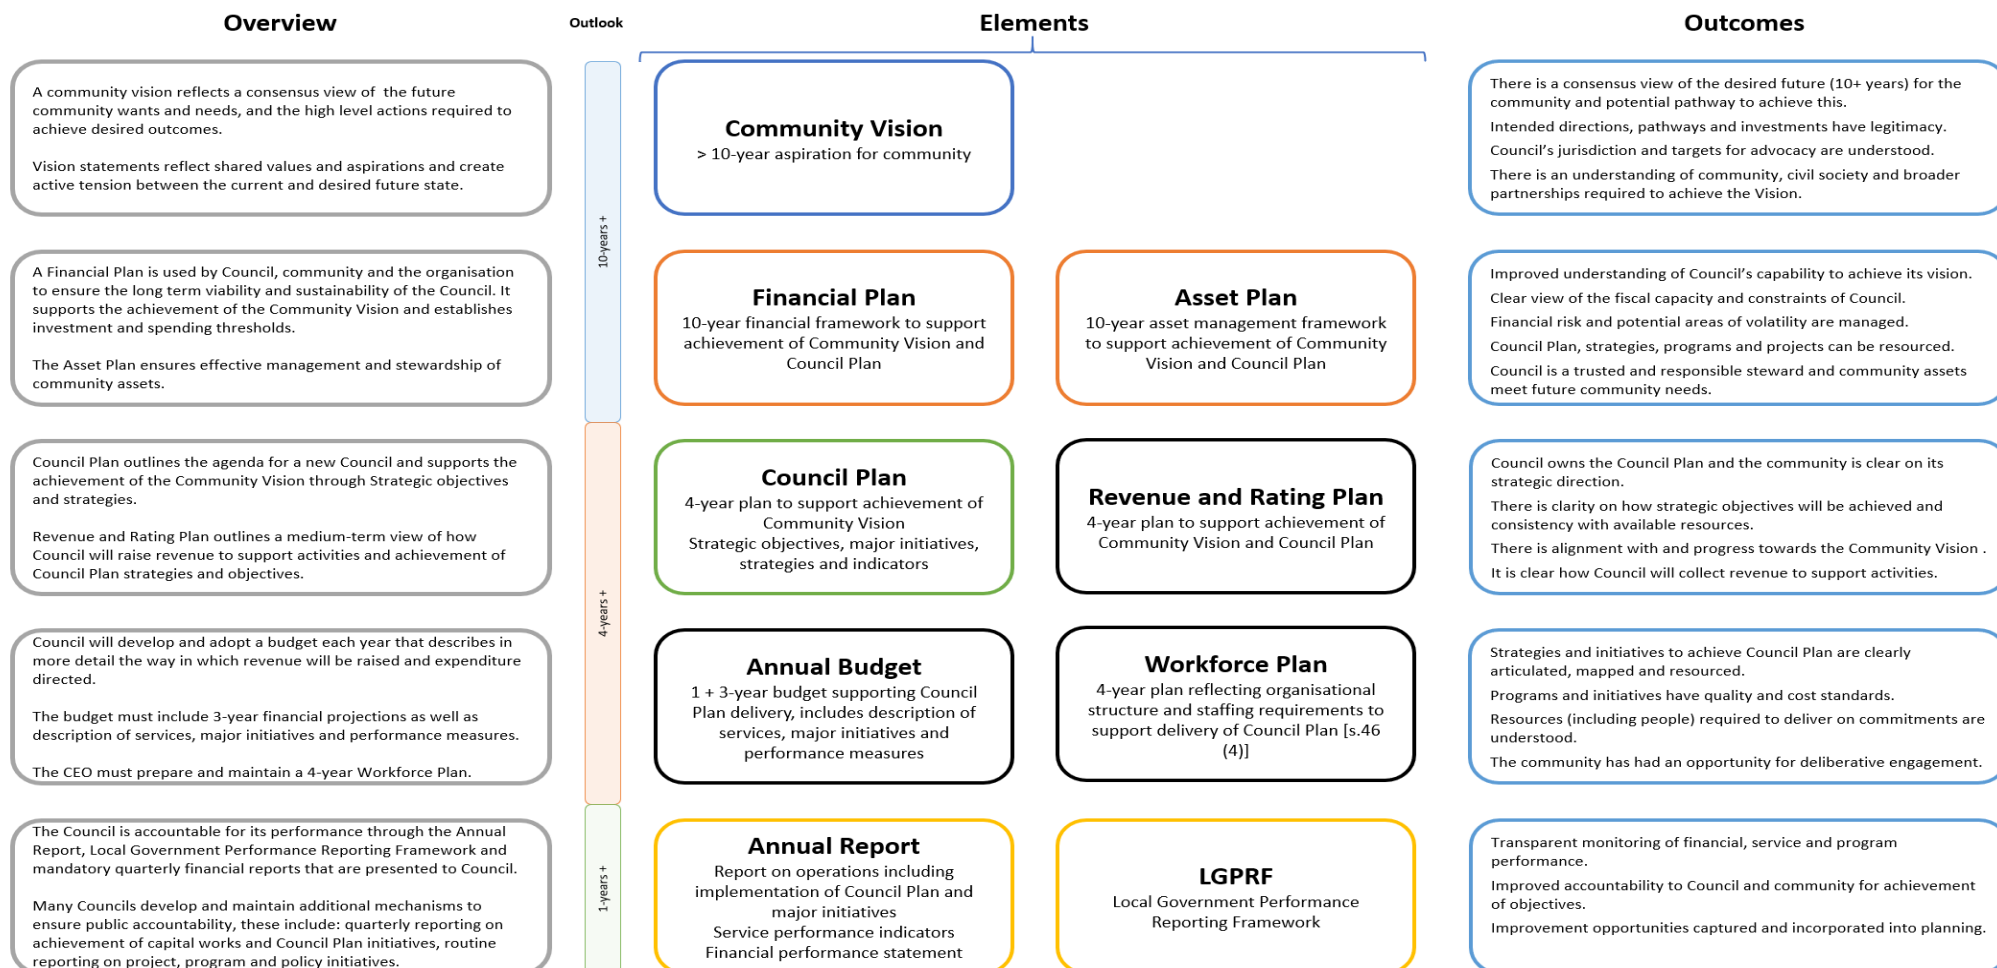 Overview
Outlook
Elements
Outcomes
A community vision reflects a consensus view of  the future
community wants and needs, and the high level actions required to
achieve desired outcomes.
Vision statements reflect shared values and aspirations and create
active tension between the current and desired future state.
10-years +
Community Vision
> 10-year aspiration for community
There is a consensus view of the desired future (10+ years) for the
community and potential pathway to achieve this.
Intended directions, pathways and investments have legitimacy.
Council’s jurisdiction and targets for advocacy are understood.
There is an understanding of community, civil society and broader
partnerships required to achieve the Vision.
A Financial Plan is used by Council, community and the organisation
to ensure the long term viability and sustainability of the Council. It
supports the achievement of the Community Vision and establishes
investment and spending thresholds.
The Asset Plan ensures effective management and stewardship of
community assets.
Financial Plan
10-year financial framework to support
achievement of Community Vision and
Council Plan
Asset Plan
10-year asset management framework
to support achievement of Community
Vision and Council Plan
Improved understanding of Council’s capability to achieve its vision.
Clear view of the fiscal capacity and constraints of Council.
Financial risk and potential areas of volatility are managed.
Council Plan, strategies, programs and projects can be resourced.
Council is a trusted and responsible steward and community assets
meet future community needs.
Council Plan outlines the agenda for a new Council and supports the
achievement of the Community Vision through Strategic objectives
and strategies.
Revenue and Rating Plan outlines a medium-term view of how
Council will raise revenue to support activities and achievement of
Council Plan strategies and objectives.
4-years +
Council Plan
4-year plan to support achievement of
Community Vision
Strategic objectives, major initiatives,
strategies and indicators
Revenue and Rating Plan
4-year plan to support achievement of
Community Vision and Council Plan
Council owns the Council Plan and the community is clear on its
strategic direction.
There is clarity on how strategic objectives will be achieved and
consistency with available resources.
There is alignment with and progress towards the Community Vision .
It is clear how Council will collect revenue to support activities.
Council will develop and adopt a budget each year that describes in
more detail the way in which revenue will be raised and expenditure
directed.
The budget must include 3-year financial projections as well as
description of services, major initiatives and performance measures.
The CEO must prepare and maintain a 4-year Workforce Plan.
Annual Budget
1 + 3-year budget supporting Council
Plan delivery, includes description of
services, major initiatives and
performance measures
Workforce Plan
4-year plan reflecting organisational
structure and staffing requirements to
support delivery of Council Plan [s.46
(4)]
Strategies and initiatives to achieve Council Plan are clearly
articulated, mapped and resourced.
Programs and initiatives have quality and cost standards.
Resources (including people) required to deliver on commitments are
understood.
The community has had an opportunity for deliberative engagement.
The Council is accountable for its performance through the Annual
Report, Local Government Performance Reporting Framework and
mandatory quarterly financial reports that are presented to Council.
Many Councils develop and maintain additional mechanisms to
ensure public accountability, these include: quarterly reporting on
achievement of capital works and Council Plan initiatives, routine
reporting on project, program and policy initiatives.
1-years +
Annual Report
Report on operations including
implementation of Council Plan and
major initiatives
Service performance indicators
Financial performance statement
LGPRF
Local Government Performance
Reporting Framework
Transparent monitoring of financial, service and program
performance.
Improved accountability to Council and community for achievement
of objectives.
Improvement opportunities captured and incorporated into planning.